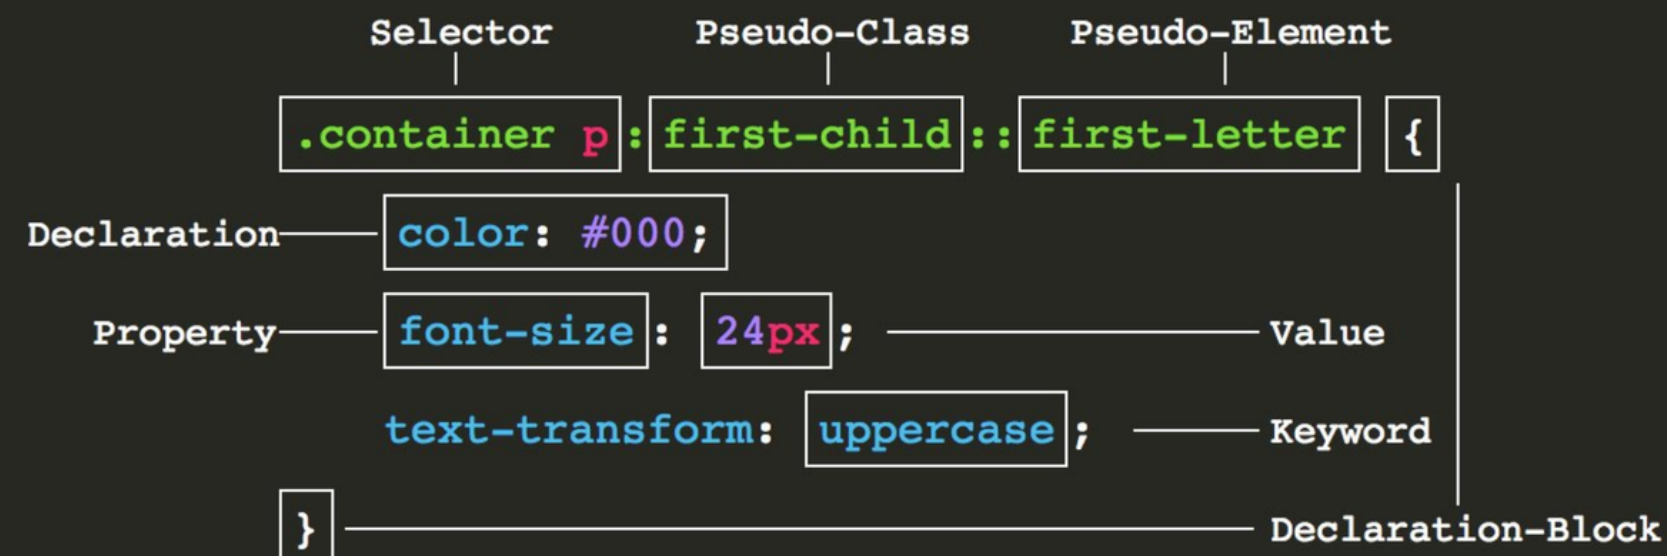 Selector Pseudo-Class Pseudo-Element
.container p:first-child::first-letter {
Declaration color: #000;
Property font-size: 24px; Value
text-transform: uppercase; Keyword
} Declaration-Block